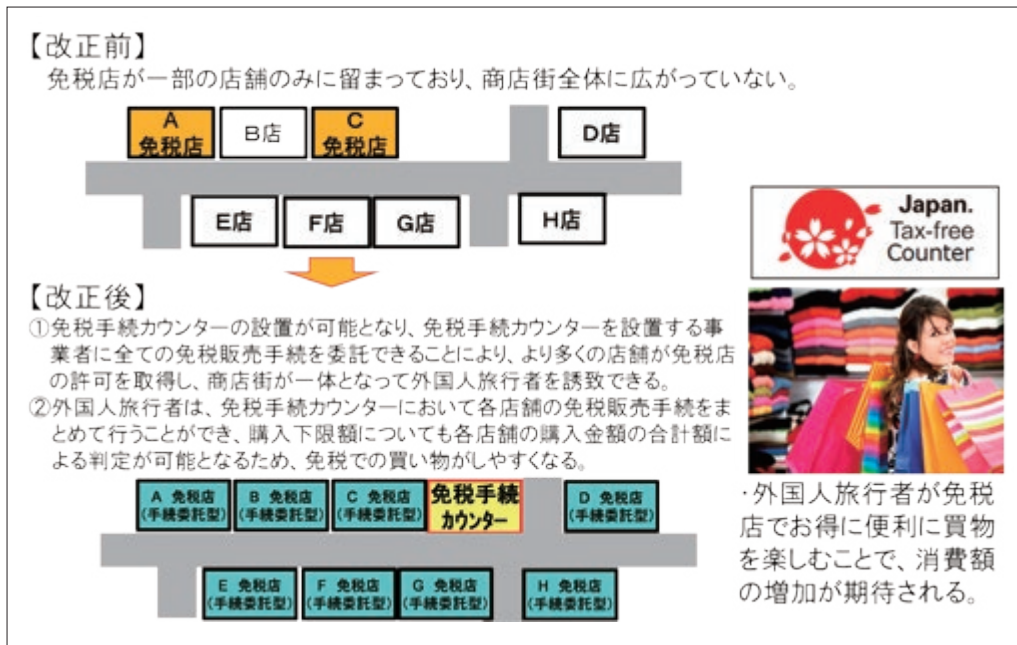 【改正前】
免税店が一部の店舗のみに留まっており、商店街全体に広がっていない。
A
免税店
B店
C
免税店
D店
E店
F店
G店
H店
【改正後】
①免税手続カウンターの設置が可能となり、免税手続カウンターを設置する事
業者に全ての免税販売手続を委託できることにより、より多くの店舗が免税店
の許可を取得し、商店街が一体となって外国人旅行者を誘致できる。
②外国人旅行者は、免税手続カウンターにおいて各店舗の免税販売手続をま
とめて行うことができ、購入下限額についても各店舗の購入金額の合計額に
よる判定が可能となるため、免税での買い物がしやすくなる。
A 免税店
(手続委託型)
B 免税店
(手続委託型)
C 免税店
(手続委託型)
免税手続
カウンター
D 免税店
(手続委託型)
E 免税店
(手続委託型)
F 免税店
(手続委託型)
G 免税店
(手続委託型)
H 免税店
(手続委託型)
Japan.
Tax-free
Counter
・外国人旅行者が免税
店でお得に便利に買物
を楽しむことで、消費額
の増加が期待される。